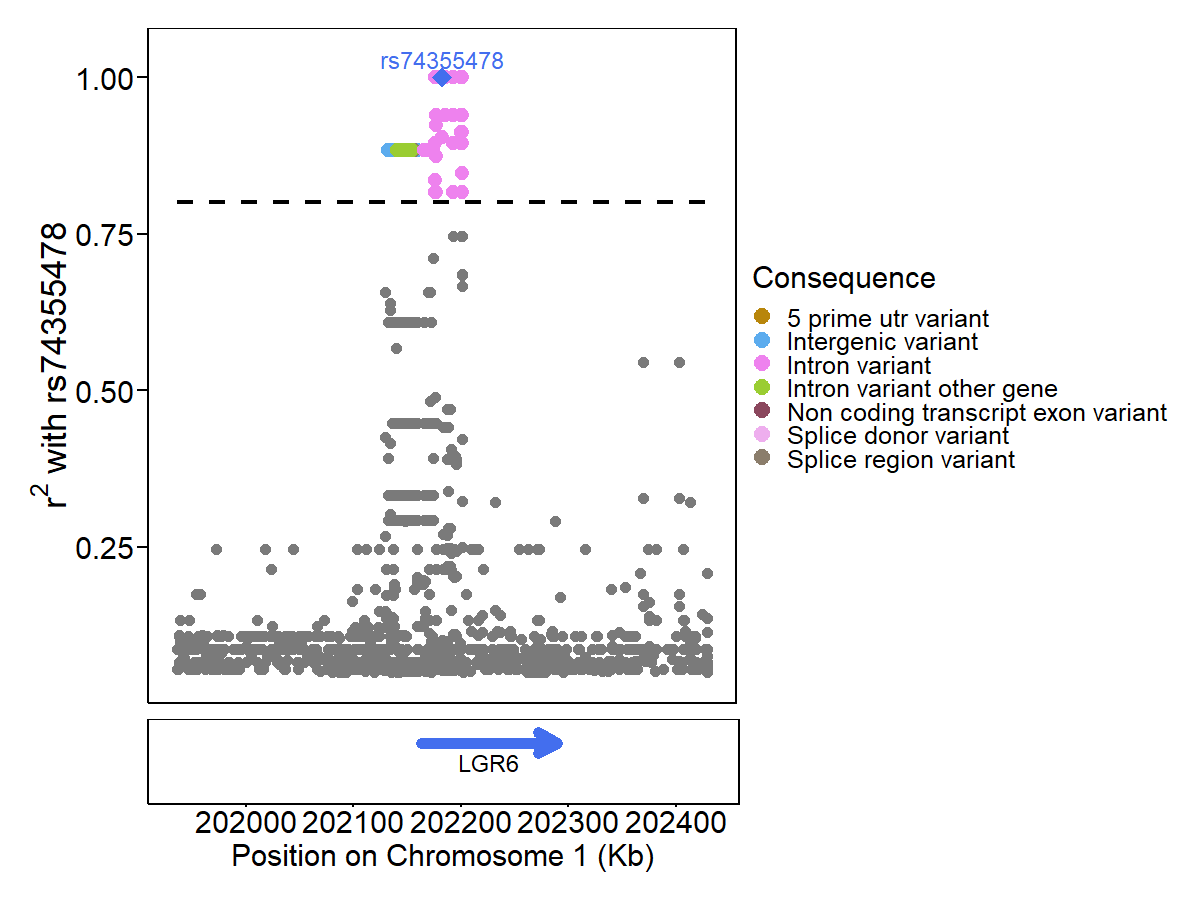 rs74355478
1.00
0.75
0.50
0.25
r2 with rs74355478
Consequence
5 prime utr variant
Intergenic variant
Intron variant
Intron variant other gene
Non coding transcript exon variant
Splice donor variant
Splice region variant
LGR6
202000 202100 202200 202300 202400
Position on Chromosome 1 (Kb)